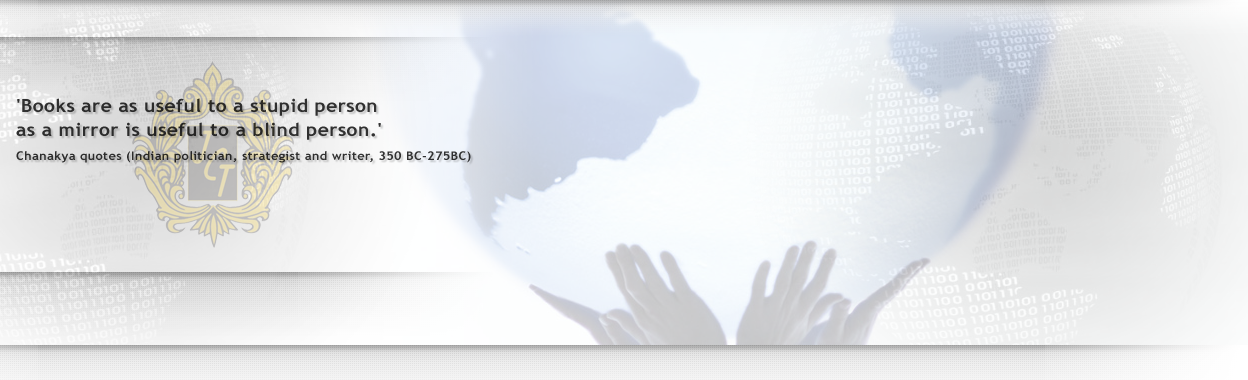 'Books are as useful to a stupid person
as a mirror is useful to a blind person.'
Chanakya quotes (Indian politician, strategist and writer, 350 BC-275BC)